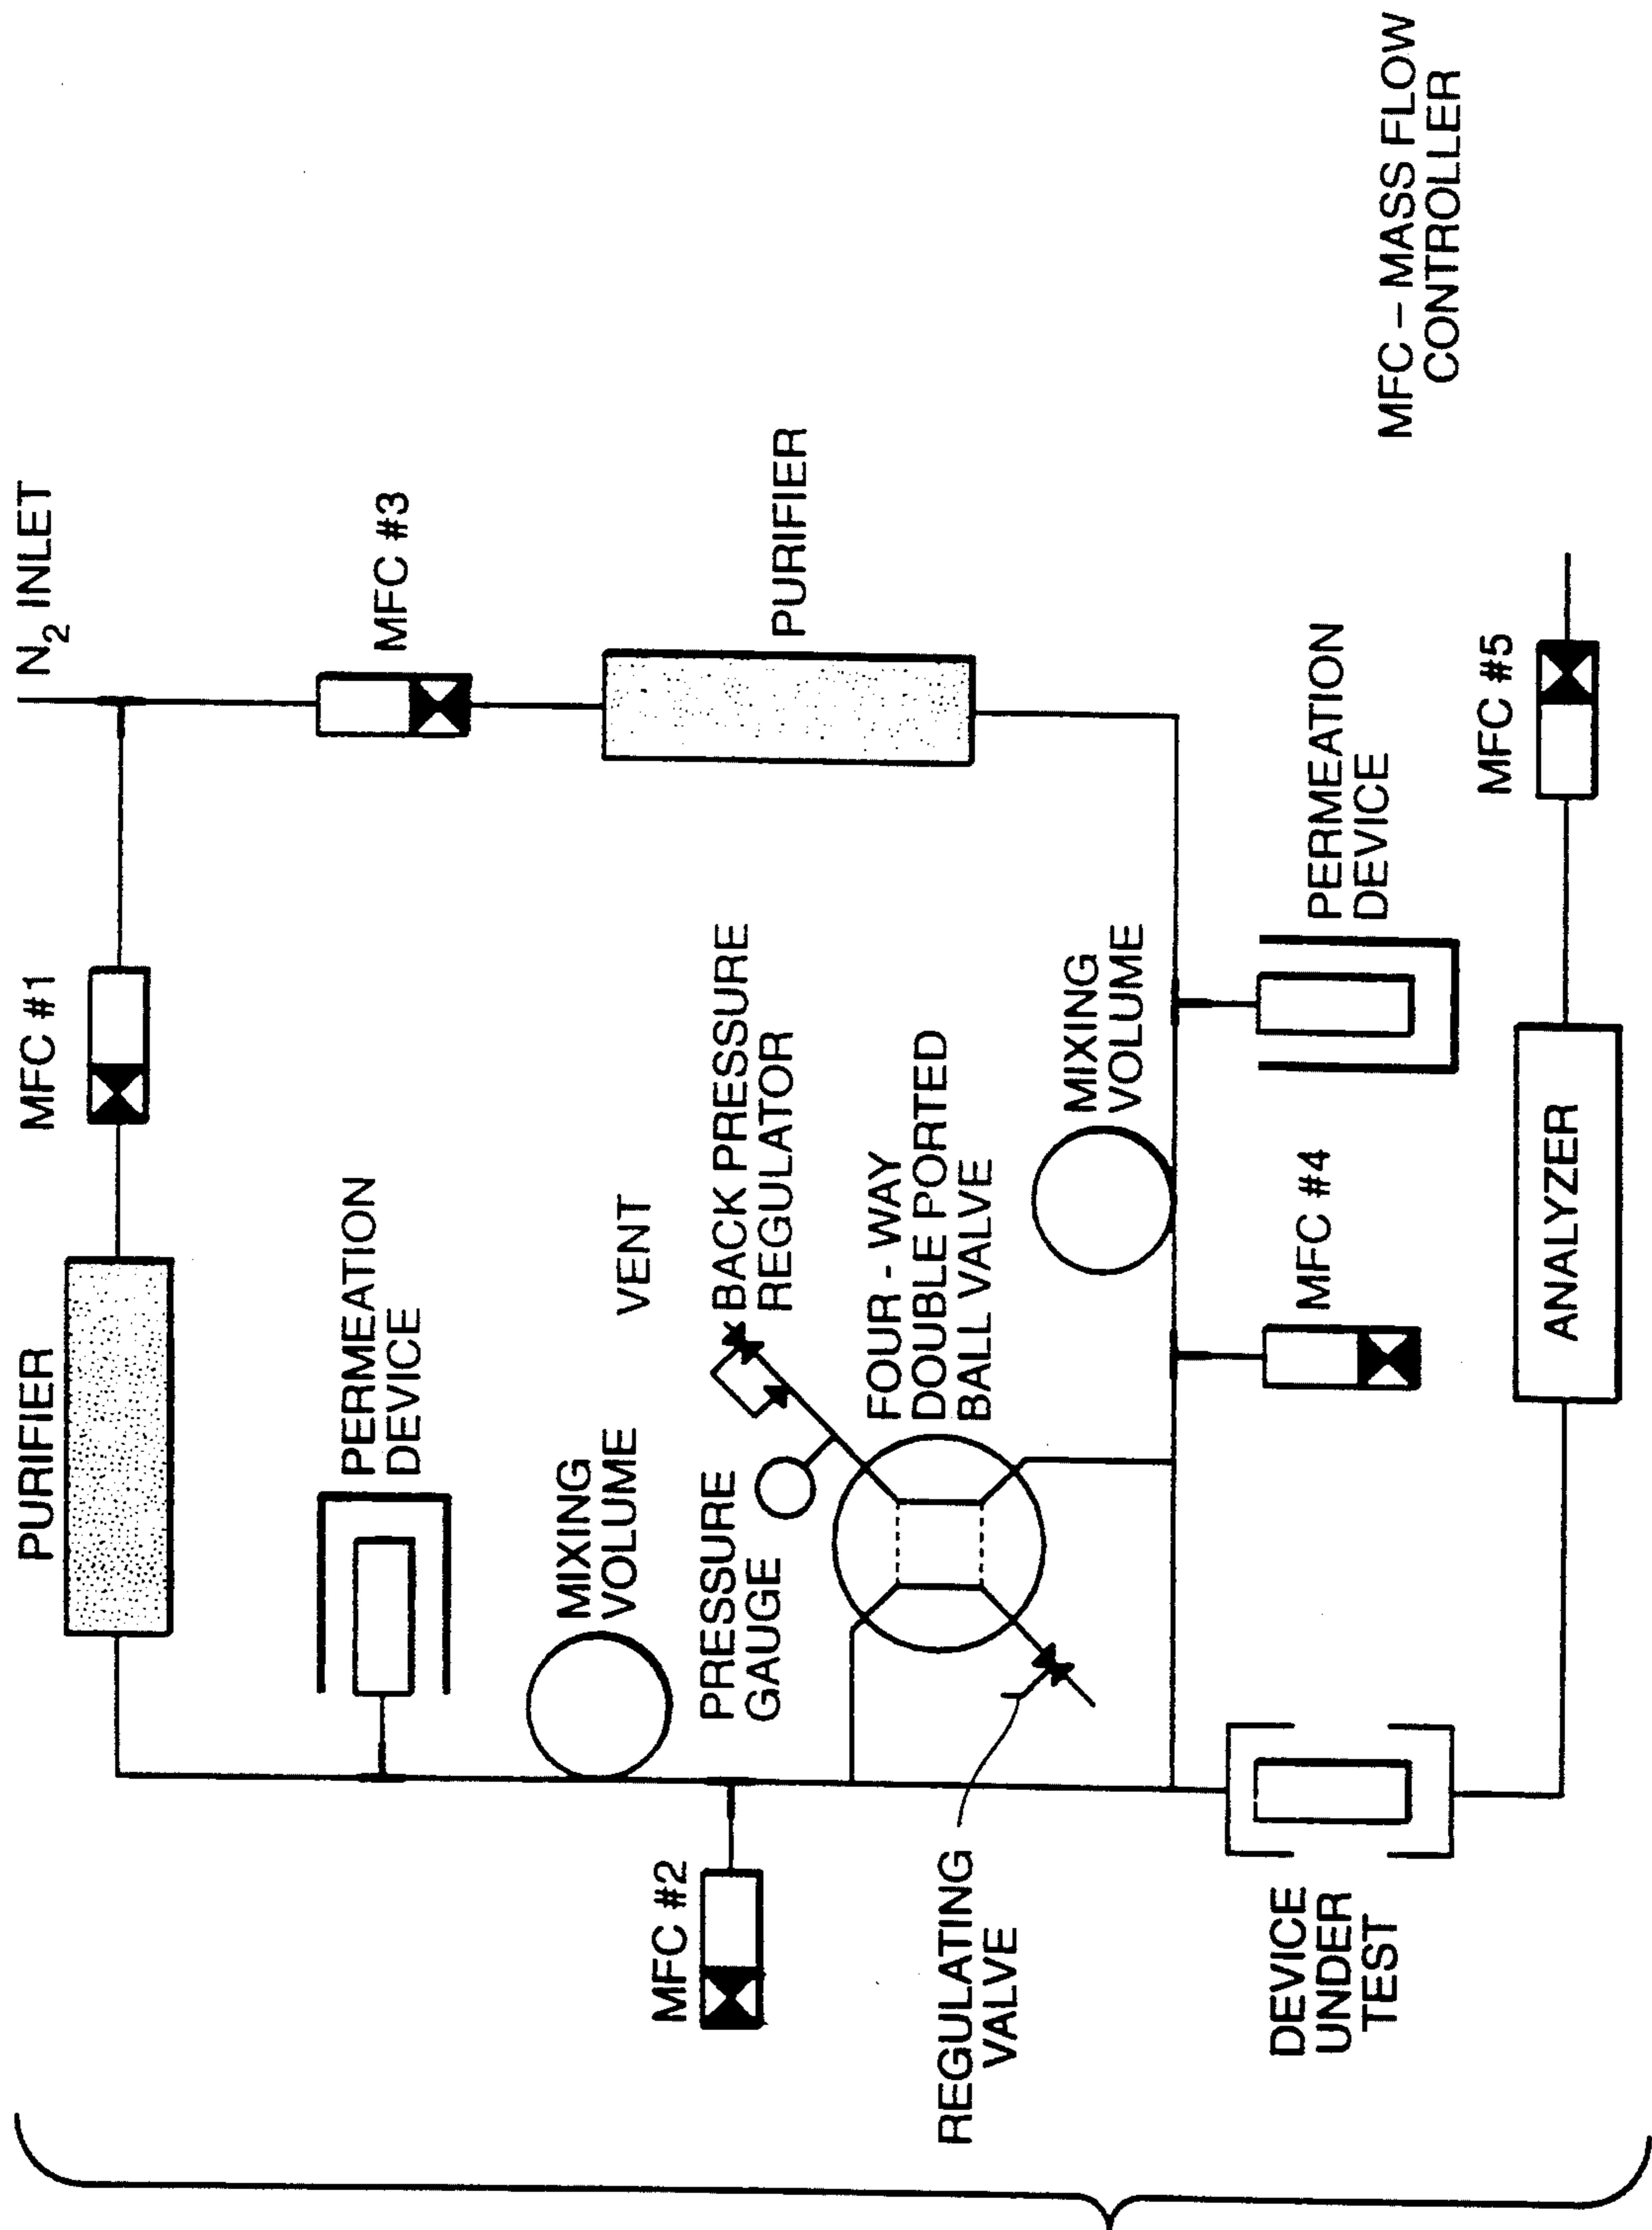 N2 INLET
MFC #1
PURIFIER
MFC #3
PERMEATION
DEVICE
PURIFIER
MIXING
VOLUME
VENT
MFC #2
PRESSURE
GAUGE
BACK PRESSURE
REGULATOR
FOUR - WAY
DOUBLE PORTED
BALL VALVE
REGULATING
VALVE
MIXING
VOLUME
PERMEATION
DEVICE
MFC #4
DEVICE
UNDER
TEST
MFC #5
ANALYZER
MFC – MASS FLOW
CONTROLLER